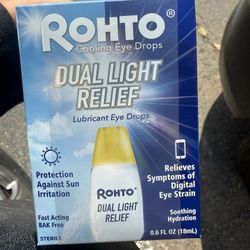 ROHTO®
Cooling Eye Drops
DUAL LIGHT
RELIEF
Lubricant Eye Drops
Protection
Against Sun
Irritation
Relieves
Symptoms of
Digital
Eye Strain
ROHTO
DUAL LIGHT
RELIEF
Fast Acting
BAK Free
Soothing
Hydration
STERILE
0.6 FL OZ (18mL)